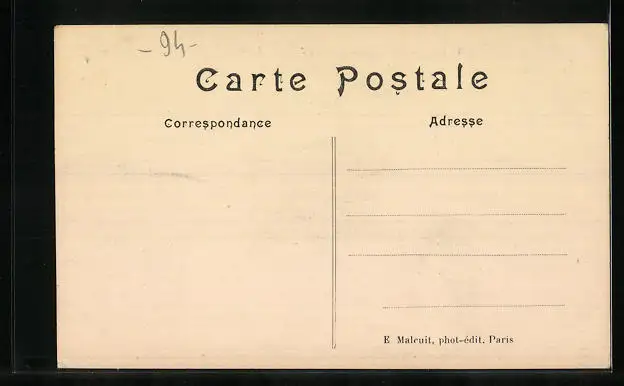 - 94 -
Carte Postale
Correspondance
Adresse
E Malcuit, phot-édit. Paris